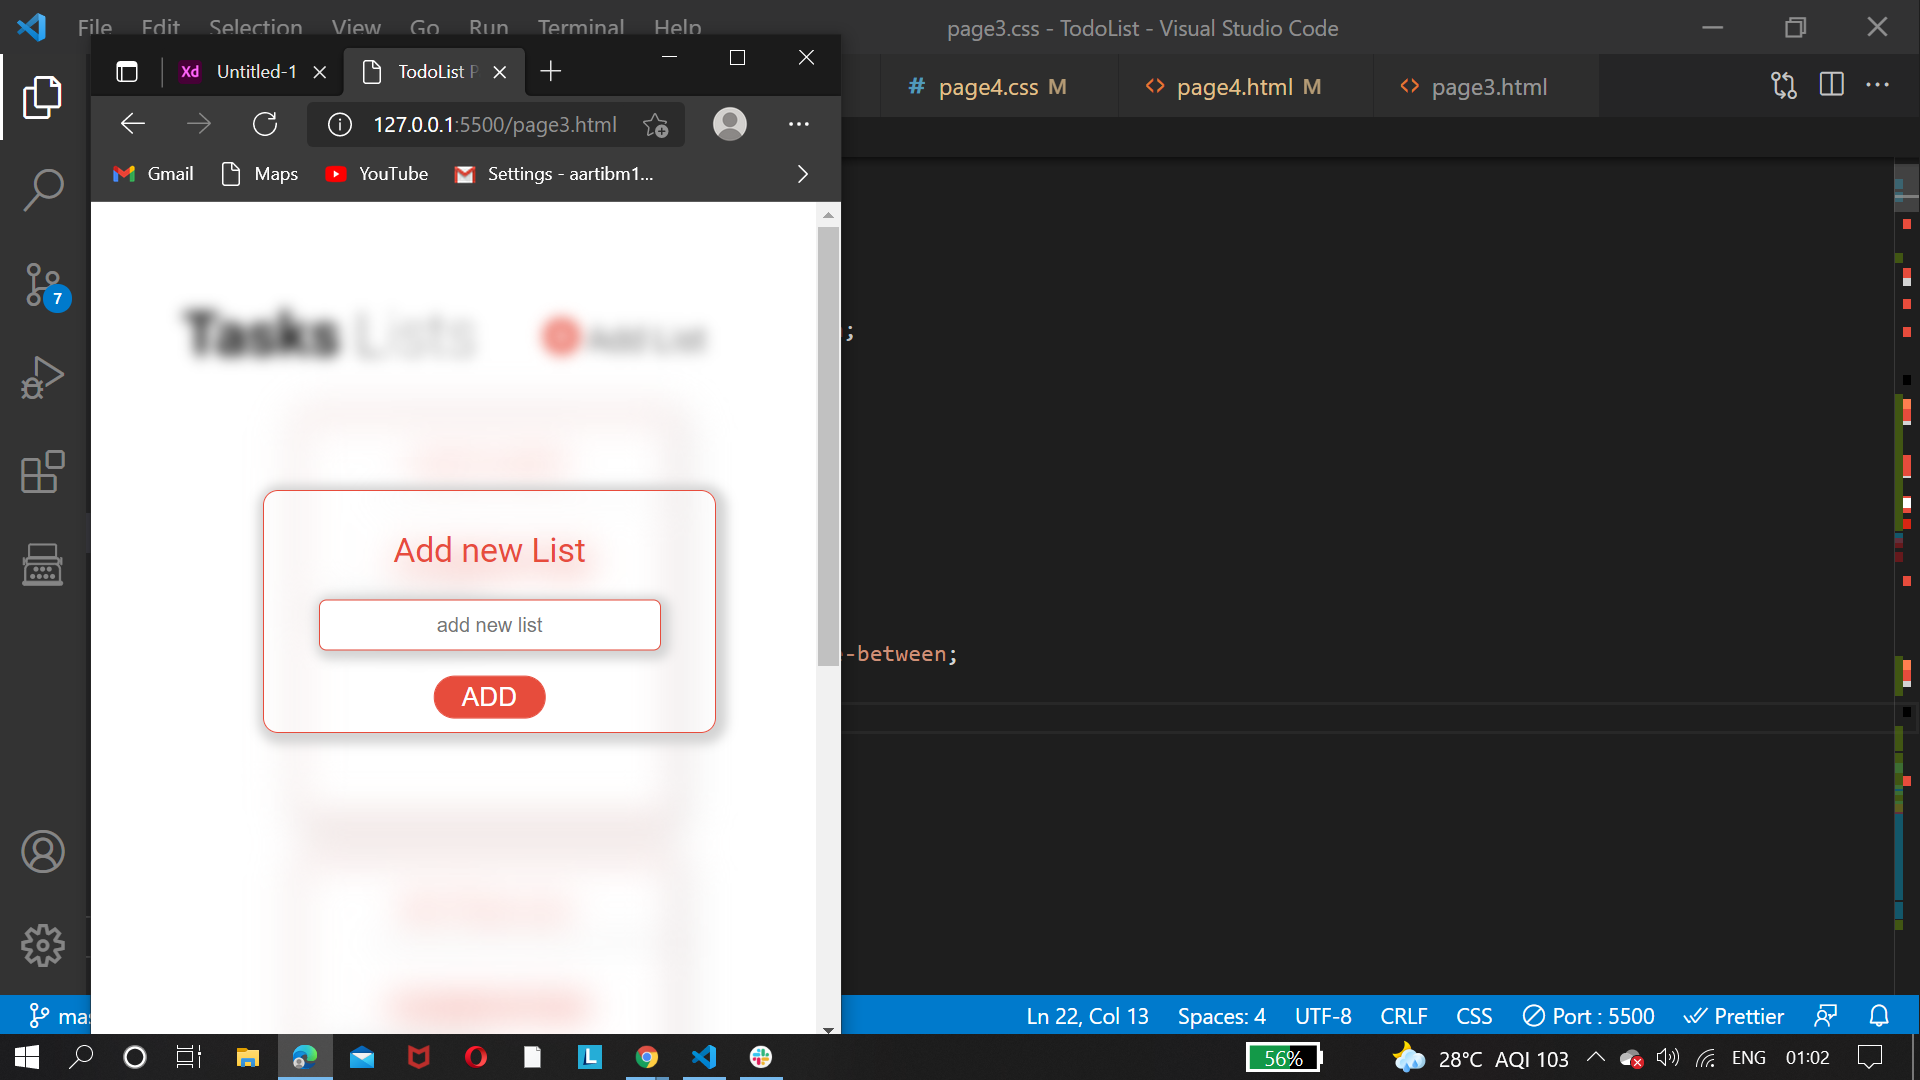 File Edit Selection View Go Run Terminal Help
page3.css - TodoList - Visual Studio Code
Xd Untitled-1
TodoList P
# page4.css M
<> page4.html M
<> page3.html
127.0.0.1:5500/page3.html
Gmail
Maps
YouTube
Settings - aartibm1...
Tasks Lists
Add List
;
-between;
Add new List
add new list
ADD
7
mas
Ln 22, Col 13
Spaces: 4
UTF-8
CRLF
CSS
Port : 5500
Prettier
L
56%
28°C AQI 103
ENG
01:02